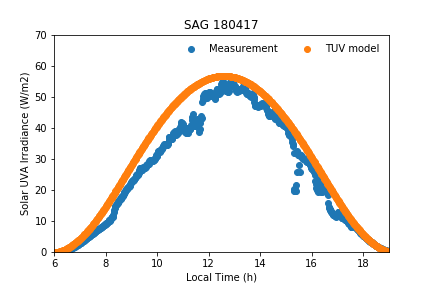 SAG 180417
Measurement TUV model
Solar UVA Irradiance (W/m2)
70
60
50
40
30
20
10
0
6 8 10 12 14 16 18
Local Time (h)